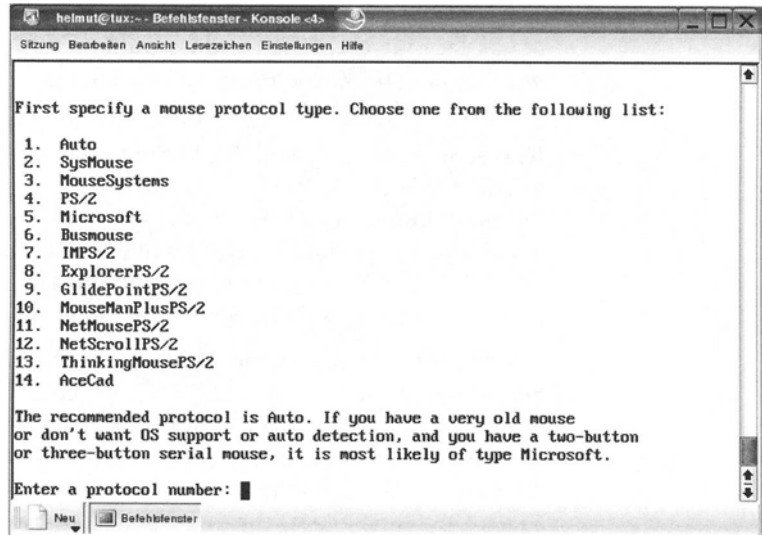 helmut@tux:~ - Befehlsfenster - Konsole <4>
Sitzung Bearbeiten Ansicht Lesezeichen Einstellungen Hilfe
First specify a mouse protocol type. Choose one from the following list:
1. Auto
2. SysMouse
3. MouseSystems
4. PS/2
5. Microsoft
6. Busmouse
7. IMPS/2
8. ExplorerPS/2
9. GlidePointPS/2
10. MouseManPlusPS/2
11. NetMousePS/2
12. NetScrollPS/2
13. ThinkingMousePS/2
14. AceCad
The recommended protocol is Auto. If you have a very old mouse
or don't want OS support or auto detection, and you have a two-button
or three-button serial mouse, it is most likely of type Microsoft.
Enter a protocol number:
Neu Befehlsfenster